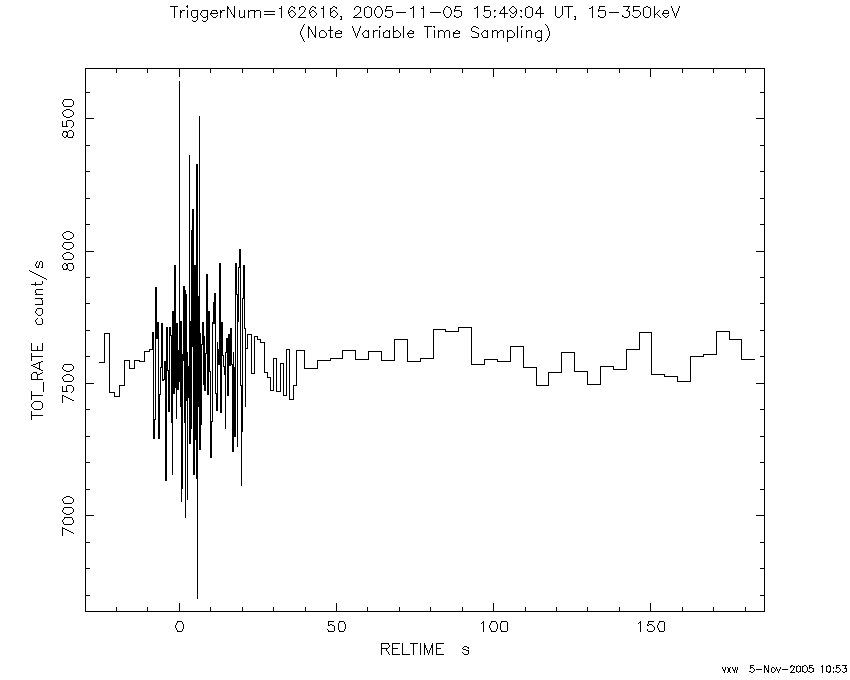 TriggerNum=162616, 2005-11-05 15:49:04 UT, 15-350keV
(Note Variable Time Sampling)
8500
8000
7500
7000
TOT_RATE count/s
0 50 100 150
RELTIME s
vxw 5-Nov-2005 10:53